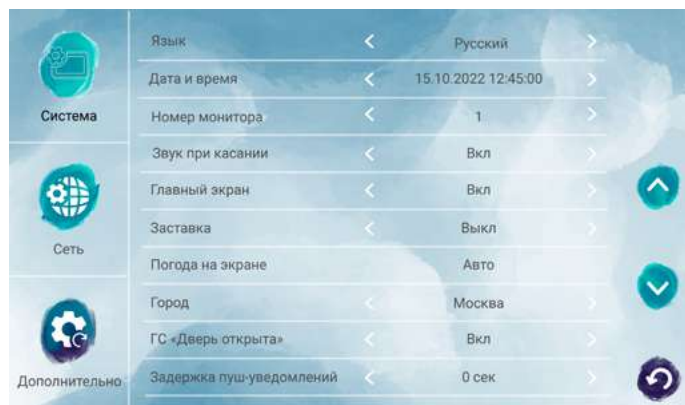 Система
Сеть
Дополнительно
Язык Русский
Дата и время 15.10.2022 12:45:00
Номер монитора 1
Звук при касании Вкл
Главный экран Вкл
Заставка Выкл
Погода на экране Авто
Город Москва
ГС «Дверь открыта» Вкл
Задержка пуш-уведомлений 0 сек